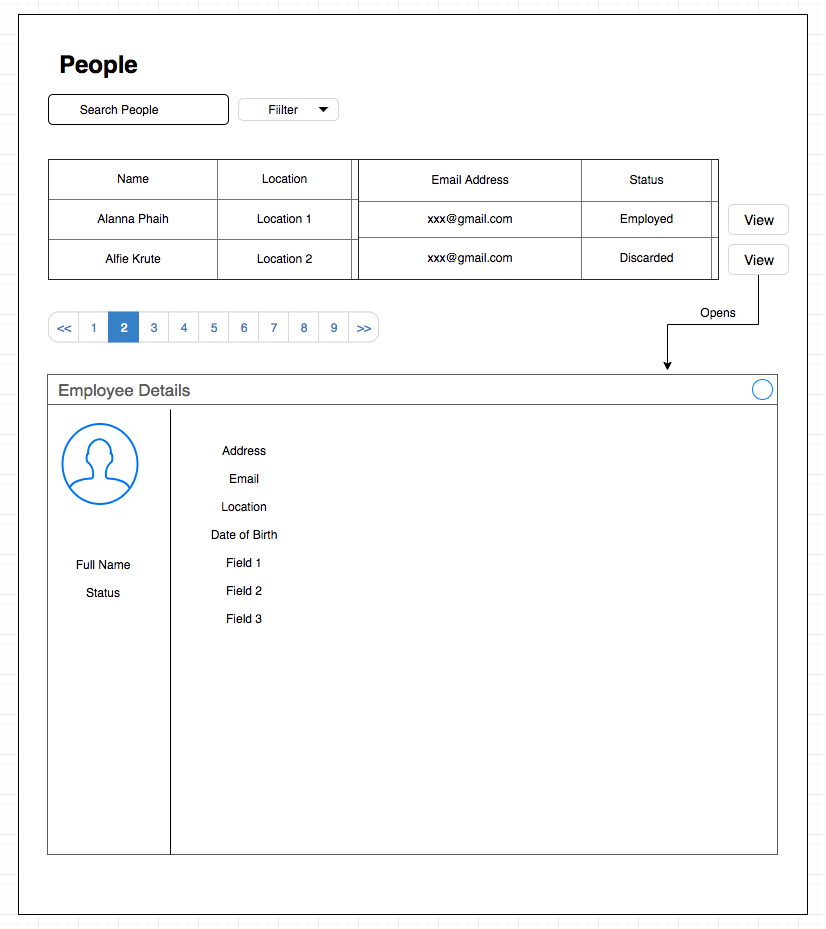 People
Search People Fiilter
Name Location Email Address Status
Alanna Phaih Location 1 xxx@gmail.com Employed View
Alfie Krute Location 2 xxx@gmail.com Discarded View
Opens
<< 1 2 3 4 5 6 7 8 9 >>
Employee Details
Full Name
Status
Address
Email
Location
Date of Birth
Field 1
Field 2
Field 3